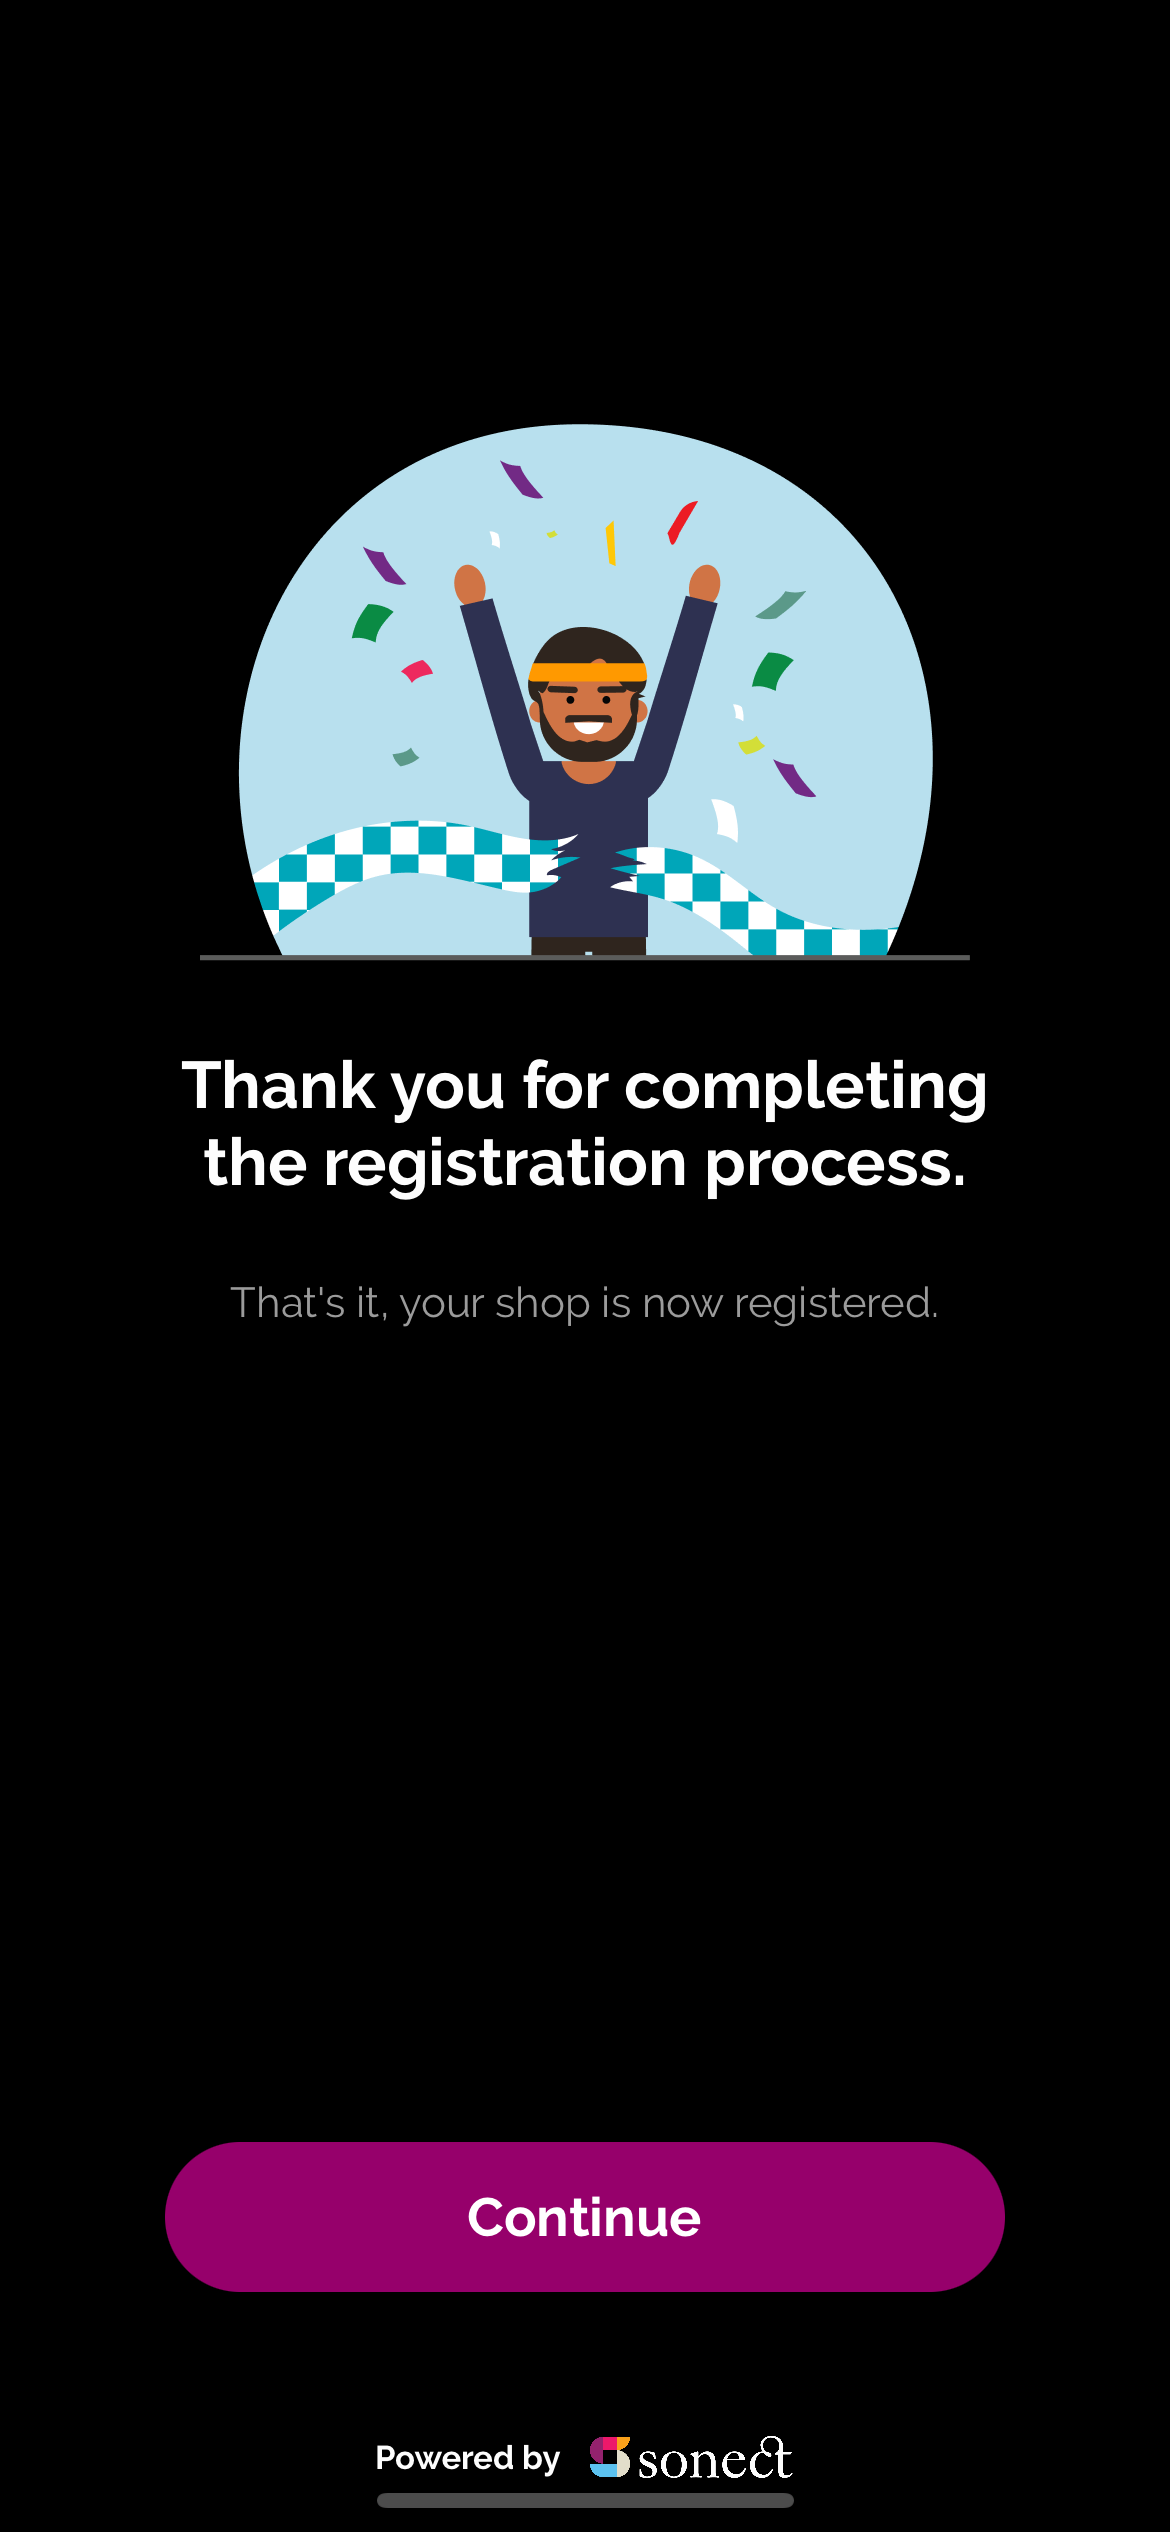 Thank you for completing
the registration process.
That's it, your shop is now registered.
Continue
Powered by sonect